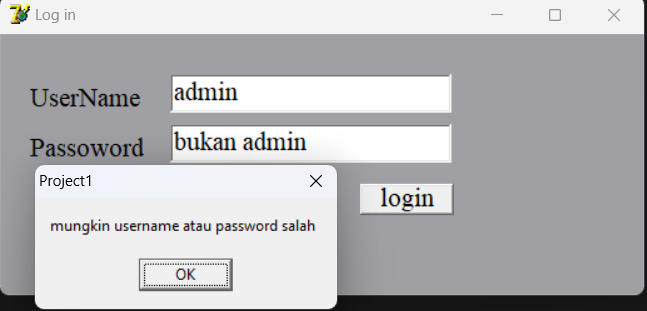 Log in
UserName
admin
Passoword
bukan admin
login
Project1
mungkin username atau password salah
OK